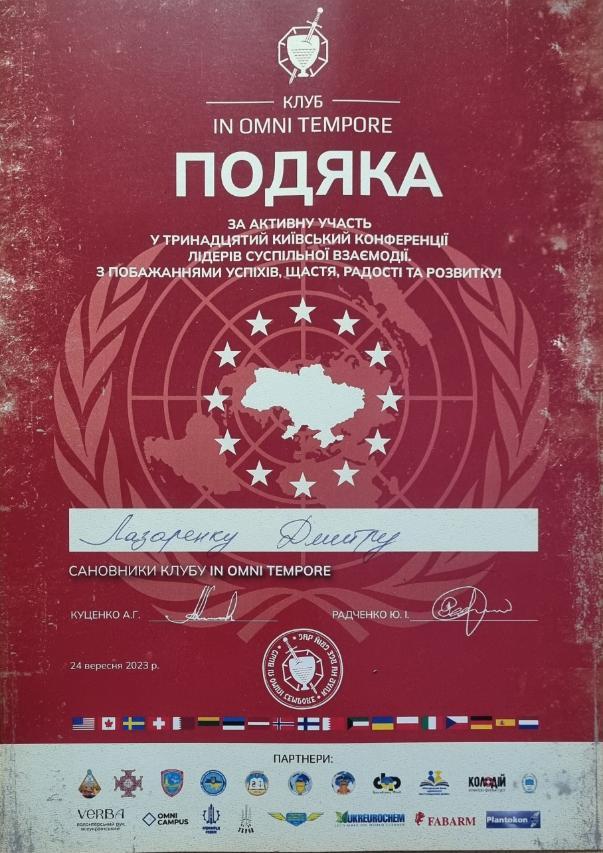 КЛУБ
IN OMNI TEMPORE
ПОДЯКА
ЗА АКТИВНУ УЧАСТЬ
У ТРИНАДЦЯТИЙ КИЇВСЬКИЙ КОНФЕРЕНЦІЇ
ЛІДЕРІВ СУСПІЛЬНОЇ ВЗАЄМОДІЇ.
З ПОБАЖАННЯМИ УСПІХІВ, ЩАСТЯ, РАДОСТІ ТА РОЗВИТКУ!
Лазаренку Дмитру
САНОВНИКИ КЛУБУ IN OMNI TEMPORE
КУЦЕНКО А.Г. РАДЧЕНКО Ю. І.
24 вересня 2023 р.
ПАРТНЕРИ:
КОЛОДІЙ
VERBA OMNI CAMPUS UKREUROCHEM FABARM Plantokon